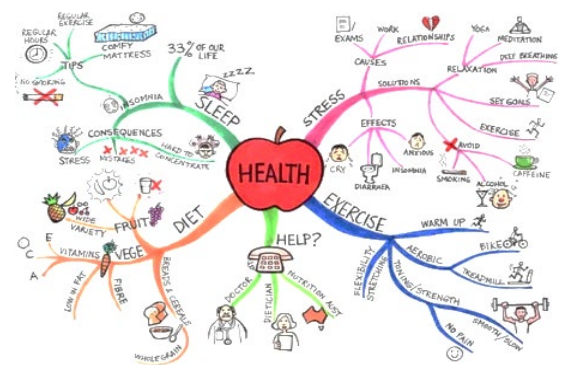 HEALTH
SLEEP
33% OF OUR
LIFE
ZZZZ
INSOMNIA
TIPS
REGULAR
EXERCISE
REGULAR
HOURS
COMFY
MATTRESS
NO SMOKING
CONSEQUENCES
STRESS
MISTAKES
HARD TO
CONCENTRATE
STRESS
CAUSES
EXAMS
WORK
RELATIONSHIPS
SOLUTIONS
RELAXATION
YOGA
MEDITATION
DEEP BREATHING
SET GOALS
EXERCISE
AVOID
CAFFEINE
ALCOHOL
SMOKING
EFFECTS
CRY
DIARRHEA
INSOMNIA
ANXIOUS
EXERCISE
WARM UP
AEROBIC
BIKE
TREADMILL
TONING/STRENGTH
SMOOTH/SLOW
NO PAIN
FLEXIBILITY
STRETCHING
HELP?
DOCTOR
DIETICIAN
NUTRITION AUST
DIET
FRUIT
WIDE
VARIETY
VEGE
VITAMINS
E
C
A
LOW IN FAT
FIBRE
BREADS & CEREALS
WHOLEGRAIN